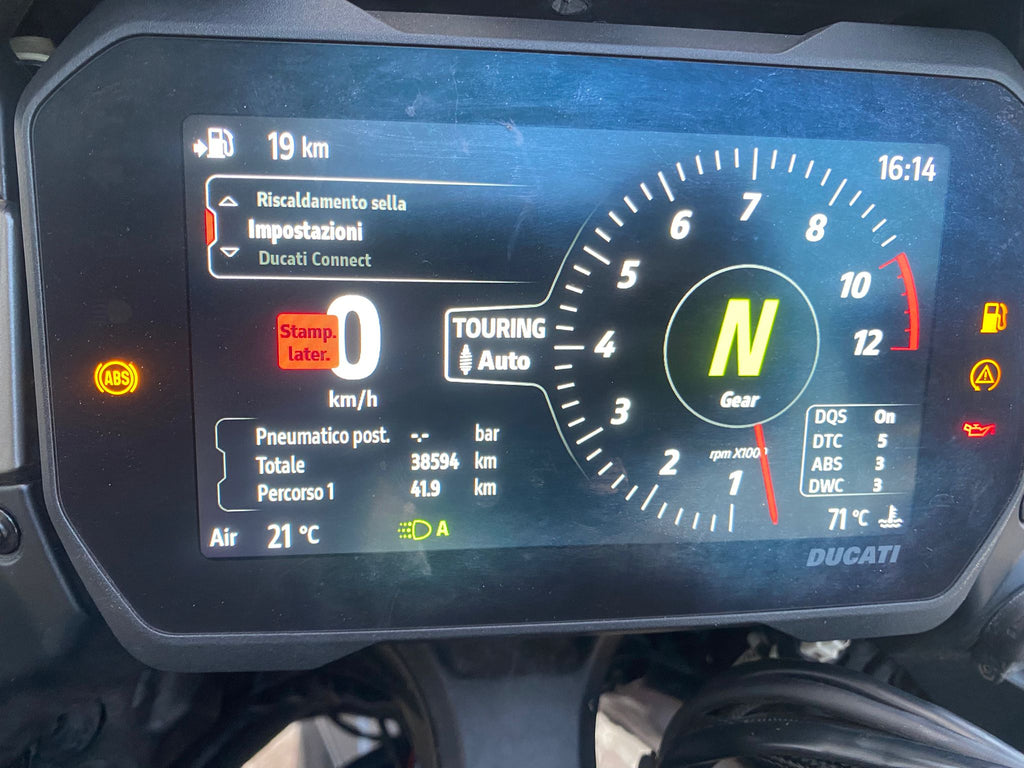 19 km
16:14
Riscaldamento sella
Impostazioni
Ducati Connect
Stamp.
later.
0
km/h
TOURING
Auto
1
2
3
4
5
6
7
8
10
12
rpm X1000
N
Gear
Pneumatico post. -.- bar
Totale 38594 km
Percorso 1 41.9 km
DQS On
DTC 5
ABS 3
DWC 3
Air 21 °C
A
71 °C
DUCATI
ABS